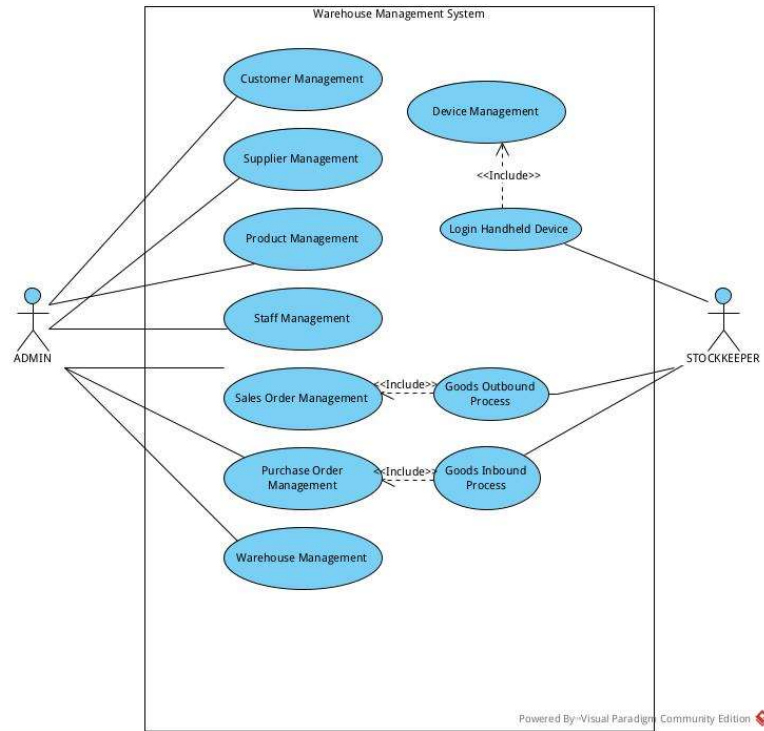 Warehouse Management System
Customer Management
Device Management
Supplier Management
<<Include>>
Login Handheld Device
Product Management
Staff Management
ADMIN
STOCKKEEPER
Sales Order Management
<<Include>>
Goods Outbound
Process
Purchase Order
Management
<<Include>>
Goods Inbound
Process
Warehouse Management
Powered By Visual Paradigm Community Edition